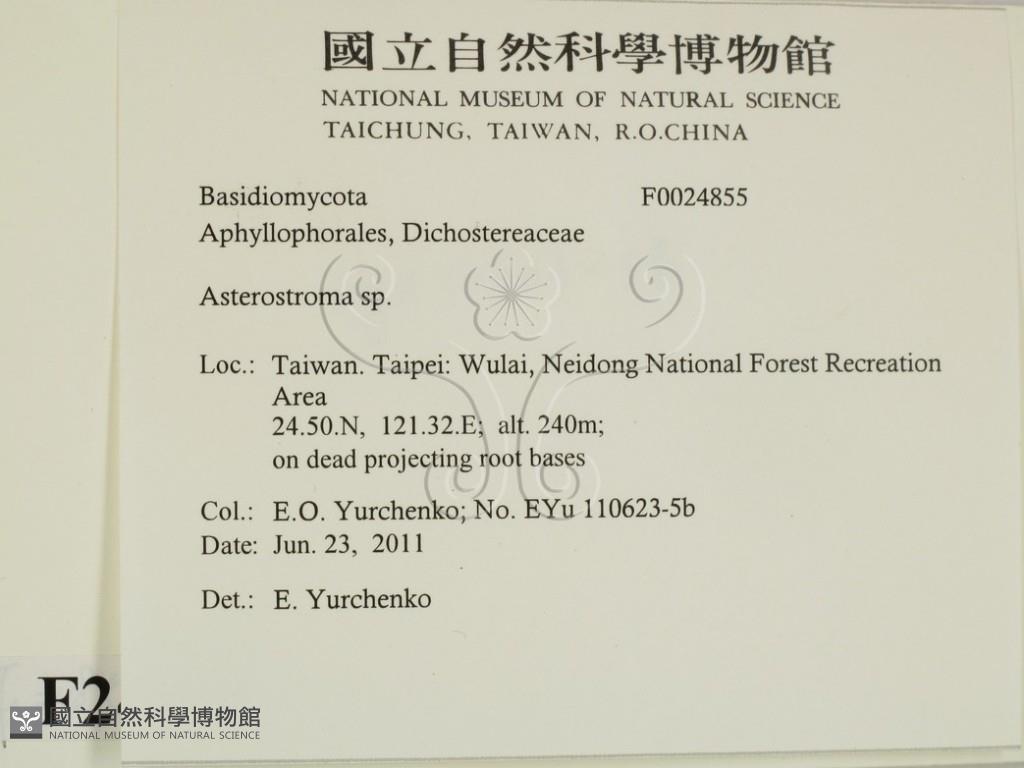 國立自然科學博物館
NATIONAL MUSEUM OF NATURAL SCIENCE
TAICHUNG, TAIWAN, R.O.CHINA
Basidiomycota F0024855
Aphyllophorales, Dichostereaceae
Asterostroma sp.
Loc.: Taiwan. Taipei: Wulai, Neidong National Forest Recreation
Area
24.50.N, 121.32.E; alt. 240m;
on dead projecting root bases
Col.: E.O. Yurchenko; No. EYu 110623-5b
Date: Jun. 23, 2011
Det.: E. Yurchenko
F2
國立自然科學博物館
NATIONAL MUSEUM OF NATURAL SCIENCE